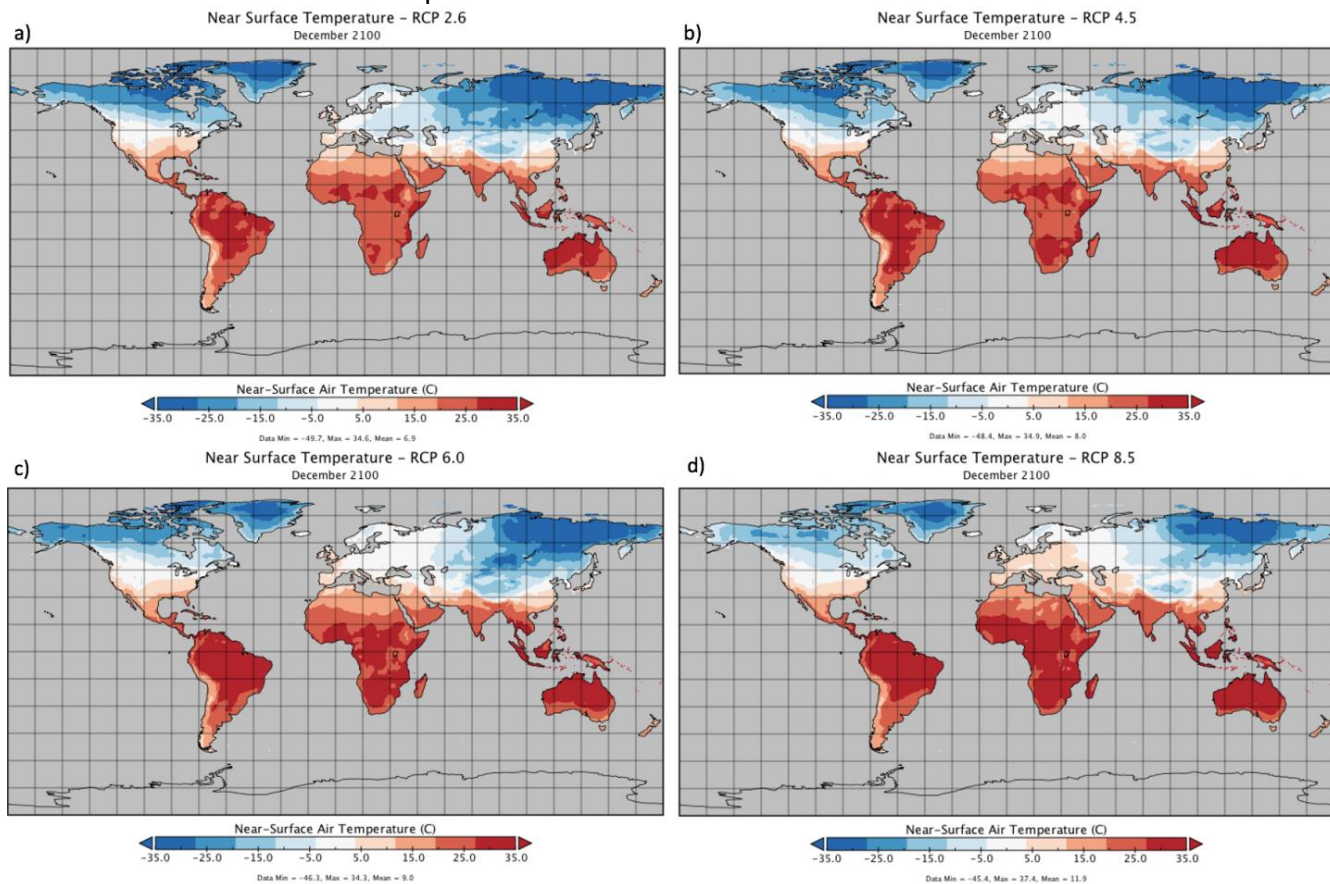 a)
Near Surface Temperature – RCP 2.6
December 2100
Near-Surface Air Temperature (C)
-35.0 -25.0 -15.0 -5.0 5.0 15.0 25.0 35.0
Data Min = -49.7, Max = 34.6, Mean = 6.9
b)
Near Surface Temperature – RCP 4.5
December 2100
Near-Surface Air Temperature (C)
-35.0 -25.0 -15.0 -5.0 5.0 15.0 25.0 35.0
Data Min = -48.4, Max = 34.9, Mean = 8.0
c)
Near Surface Temperature – RCP 6.0
December 2100
Near-Surface Air Temperature (C)
-35.0 -25.0 -15.0 -5.0 5.0 15.0 25.0 35.0
Data Min = -46.3, Max = 34.3, Mean = 9.0
d)
Near Surface Temperature – RCP 8.5
December 2100
Near-Surface Air Temperature (C)
-35.0 -25.0 -15.0 -5.0 5.0 15.0 25.0 35.0
Data Min = -45.4, Max = 37.4, Mean = 11.9